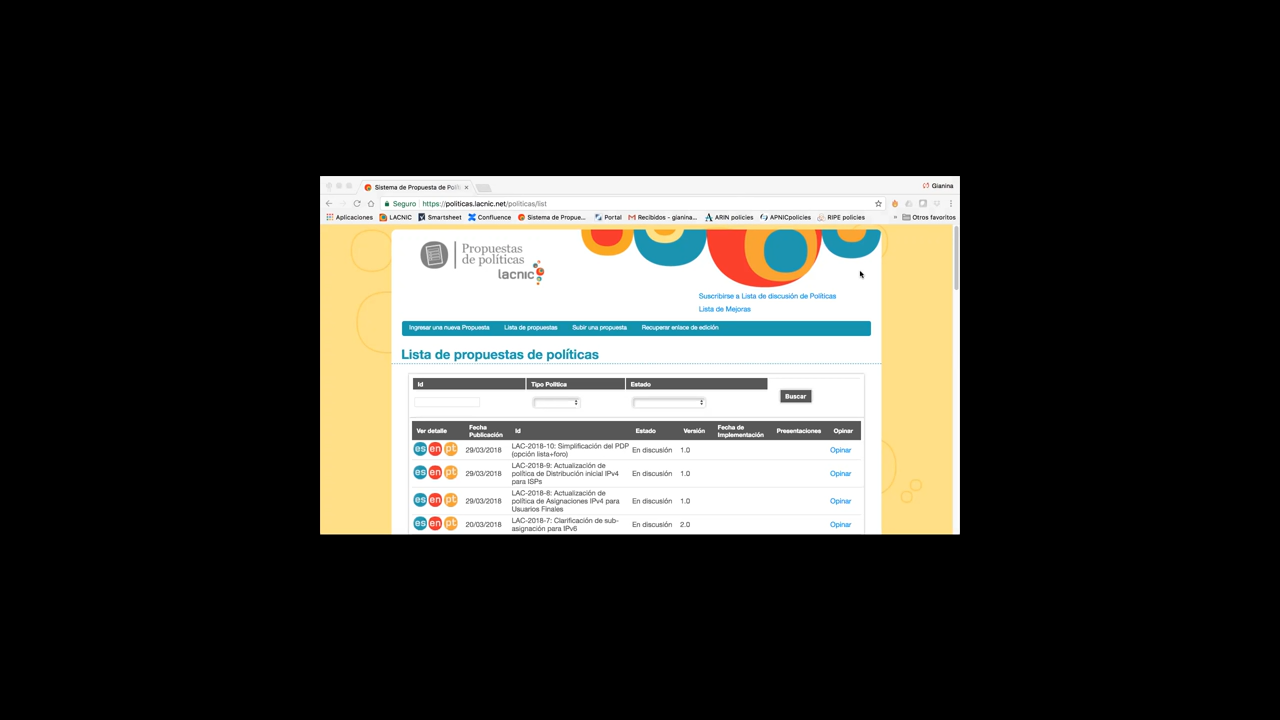 Sistema de Propuesta de Polí
Gianina
Seguro https://politicas.lacnic.net/politicas/list
Aplicaciones LACNIC Smartsheet Confluence Sistema de Propue... Portal Recibidos - gianina... ARIN policies APNICpolicies RIPE policies » Otros favoritos
Propuestas
de políticas
lacnic
Suscribirse a Lista de discusión de Políticas
Lista de Mejoras
Ingresar una nueva Propuesta Lista de propuestas Subir una propuesta Recuperar enlace de edición
Lista de propuestas de políticas
Id Tipo Política Estado
Buscar
Ver detalle Fecha Publicación Id Estado Versión Fecha de Implementación Presentaciones Opinar
es en pt 29/03/2018 LAC-2018-10: Simplificación del PDP
(opción lista+foro) En discusión 1.0 Opinar
es en pt 29/03/2018 LAC-2018-9: Actualización de
política de Distribución inicial IPv4
para ISPs En discusión 1.0 Opinar
es en pt 29/03/2018 LAC-2018-8: Actualización de
política de Asignaciones IPv4 para
Usuarios Finales En discusión 1.0 Opinar
es en pt 20/03/2018 LAC-2018-7: Clarificación de sub-
asignación para IPv6 En discusión 2.0 Opinar